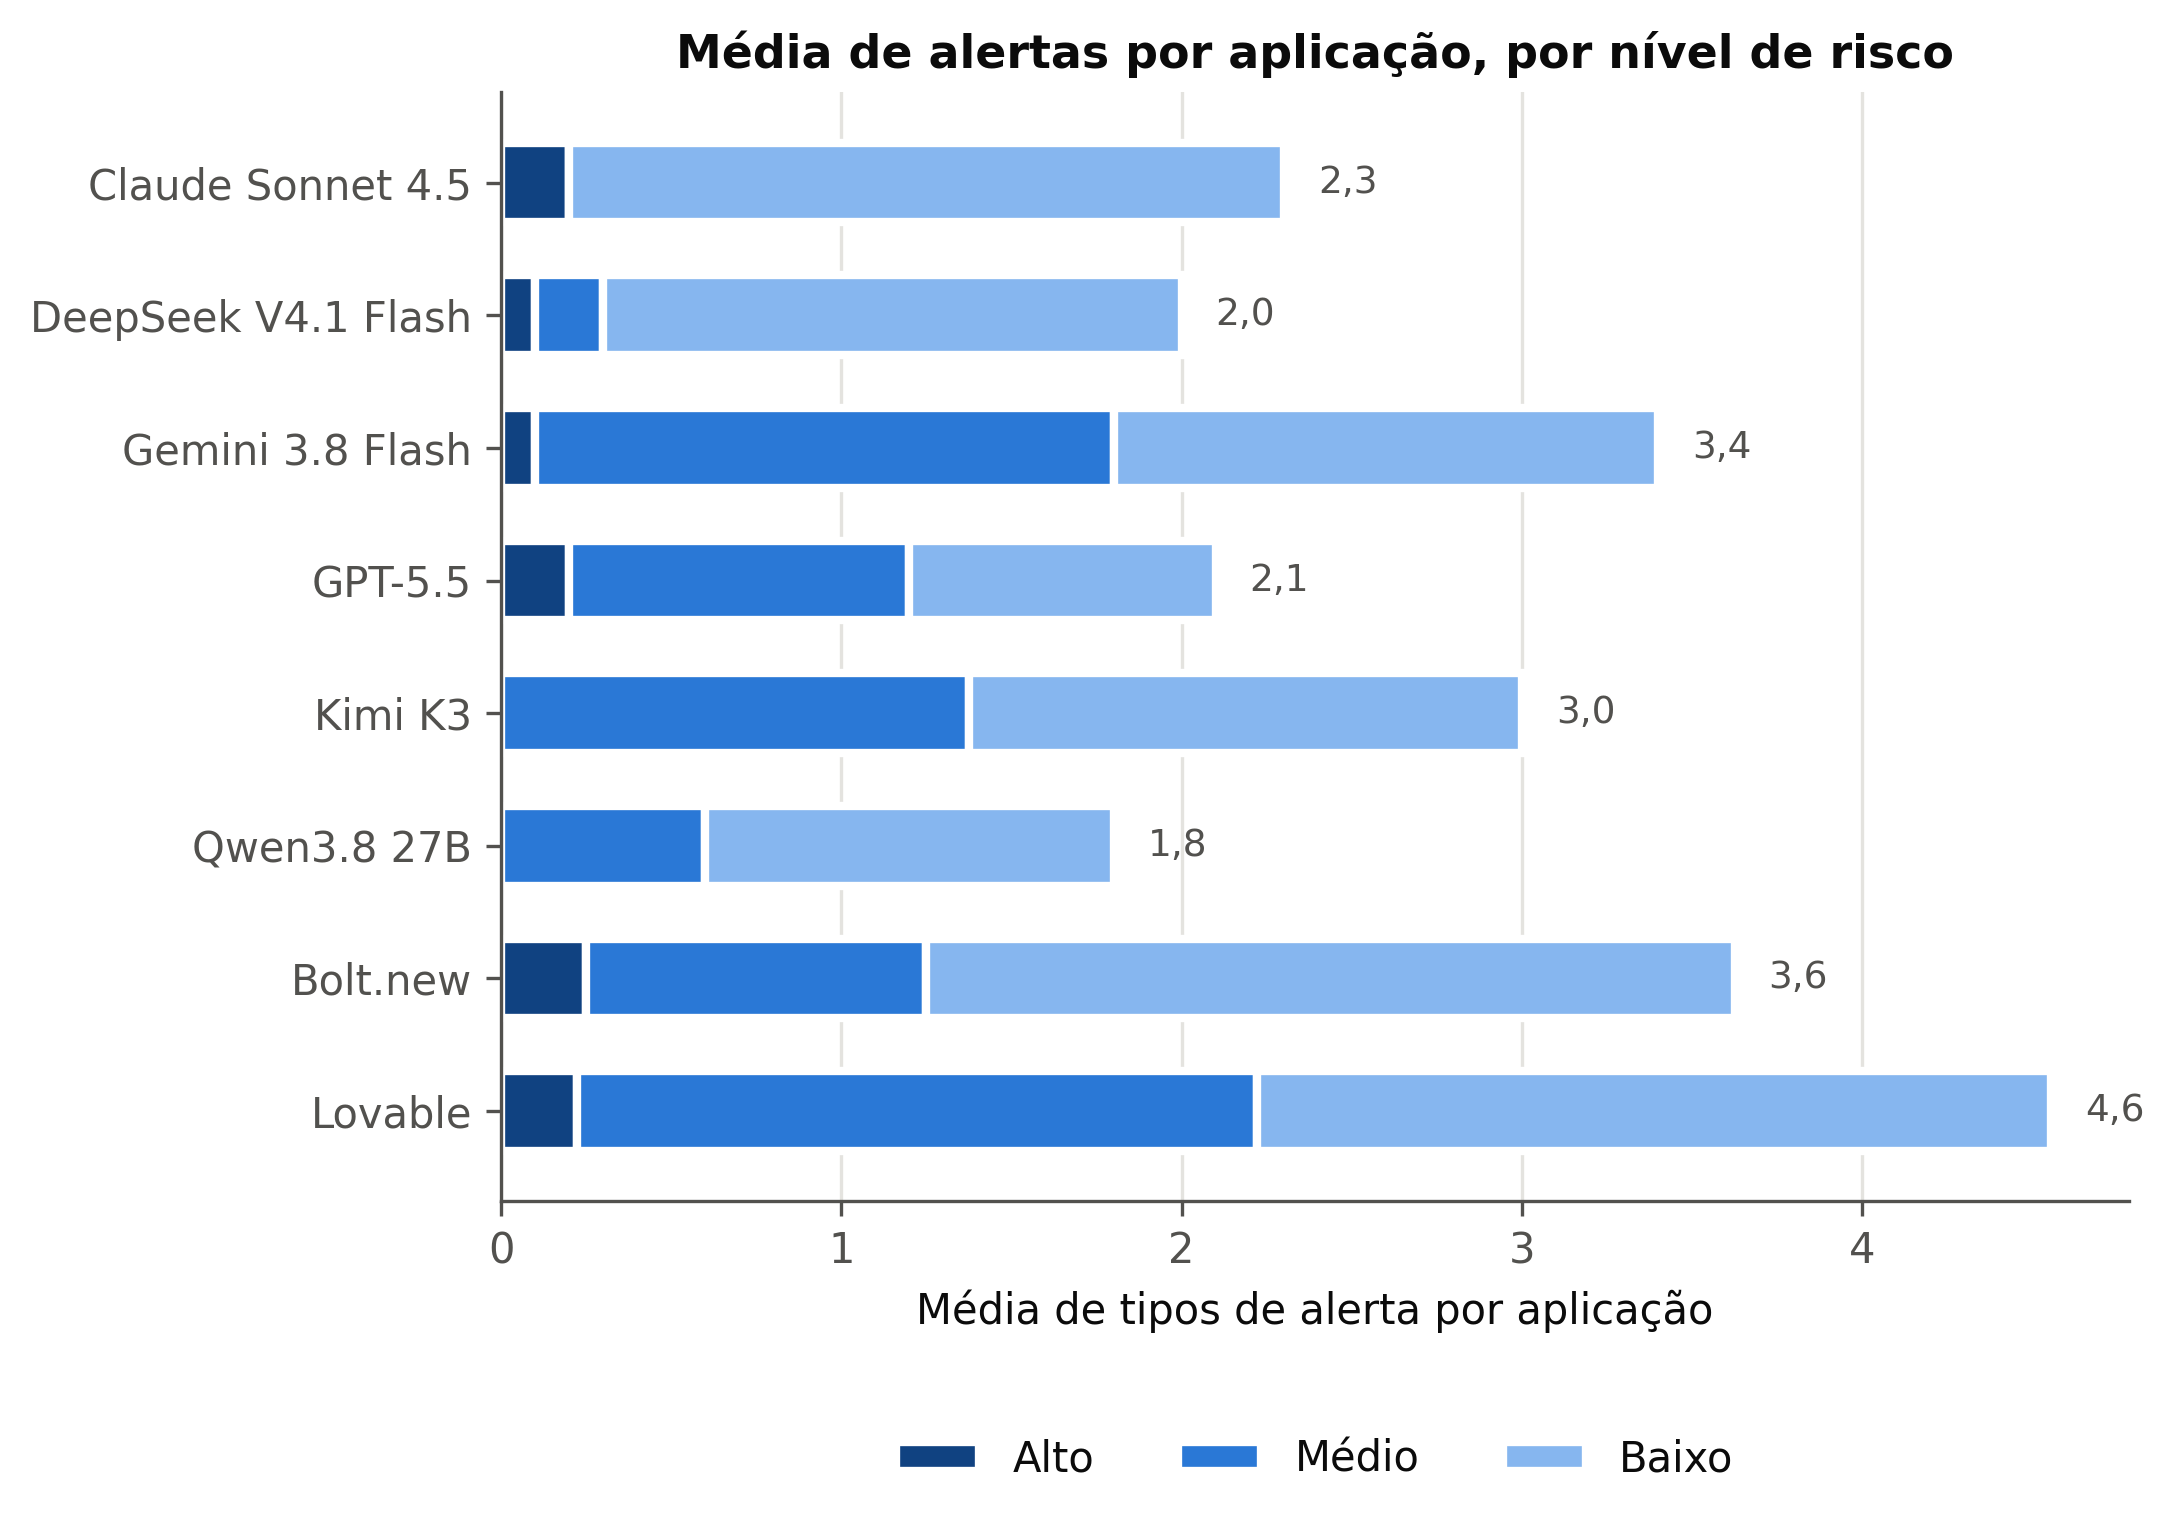 Média de alertas por aplicação, por nível de risco
Claude Sonnet 4.5
2,3
DeepSeek V4.1 Flash
2,0
Gemini 3.8 Flash
3,4
GPT-5.5
2,1
Kimi K3
3,0
Qwen3.8 27B
1,8
Bolt.new
3,6
Lovable
4,6
0 1 2 3 4
Média de tipos de alerta por aplicação
Alto Médio Baixo